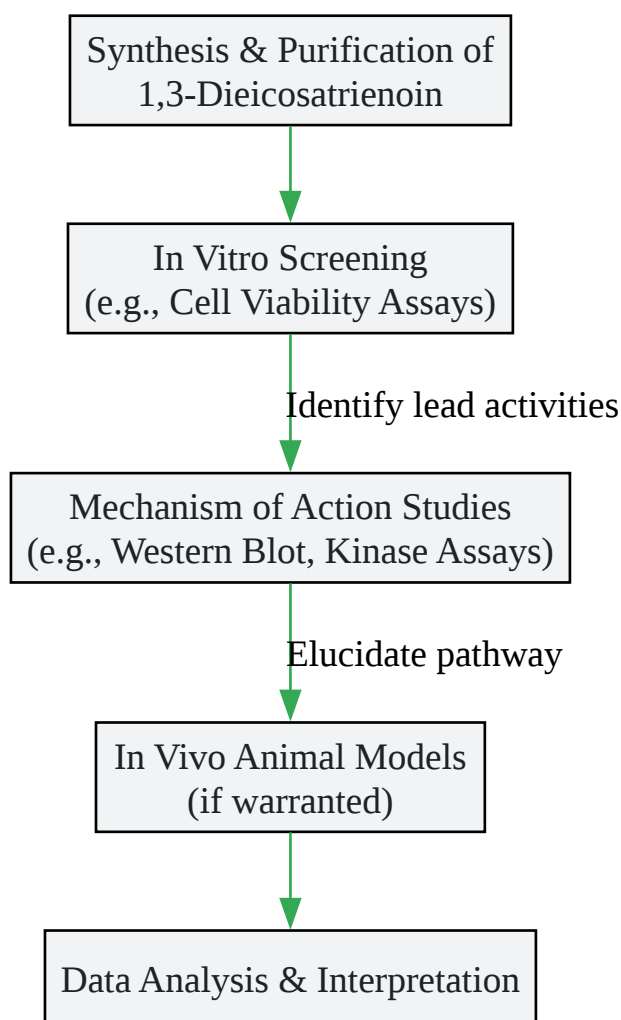 Synthesis & Purification of
1,3-Dieicosatrienoin
In Vitro Screening
(e.g., Cell Viability Assays)
Identify lead activities
Mechanism of Action Studies
(e.g., Western Blot, Kinase Assays)
Elucidate pathway
In Vivo Animal Models
(if warranted)
Data Analysis & Interpretation